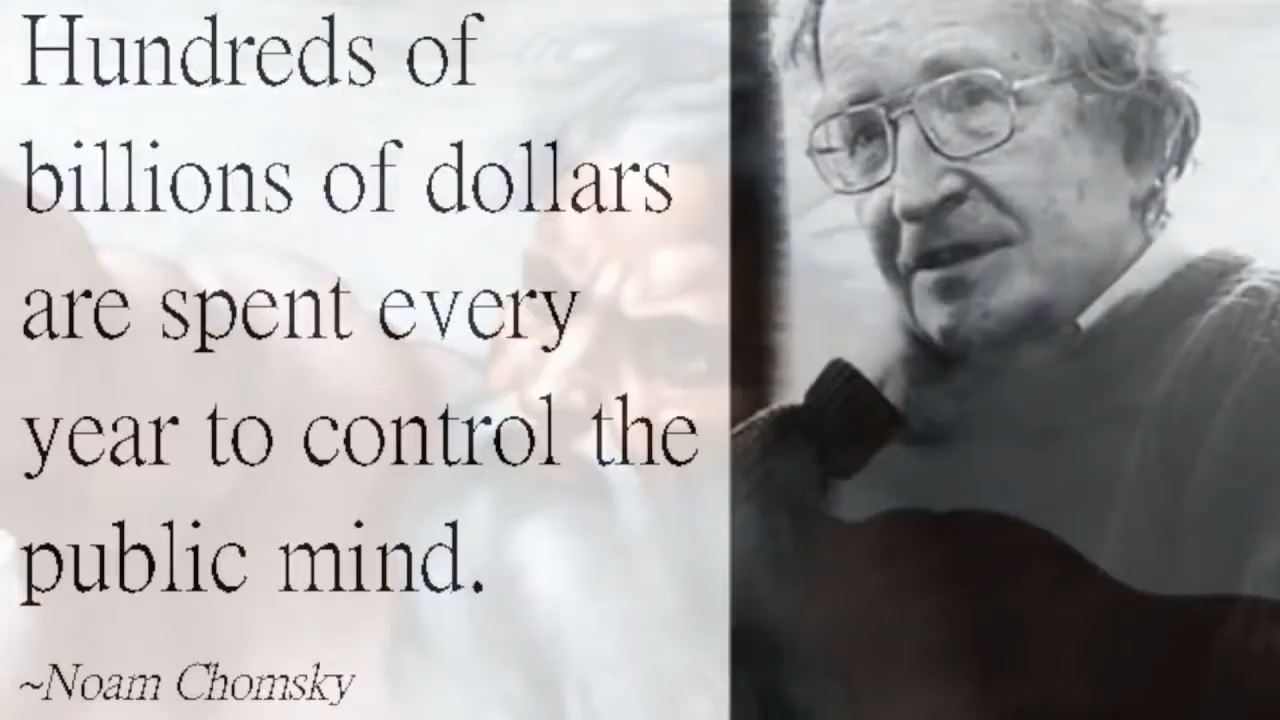 Hundreds of
billions of dollars
are spent every
year to control the
public mind.
~Noam Chomsky